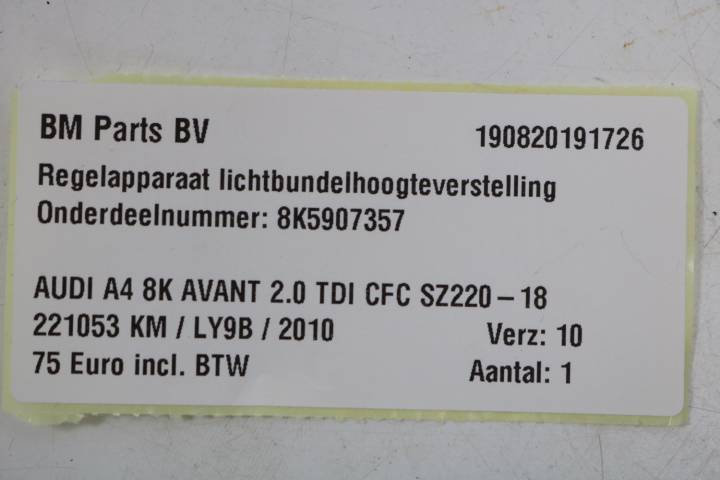 BM Parts BV 190820191726
Regelapparaat lichtbundelhoogteverstelling
Onderdeelnummer: 8K5907357
AUDI A4 8K AVANT 2.0 TDI CFC SZ220 – 18
221053 KM / LY9B / 2010 Verz: 10
75 Euro incl. BTW Aantal: 1